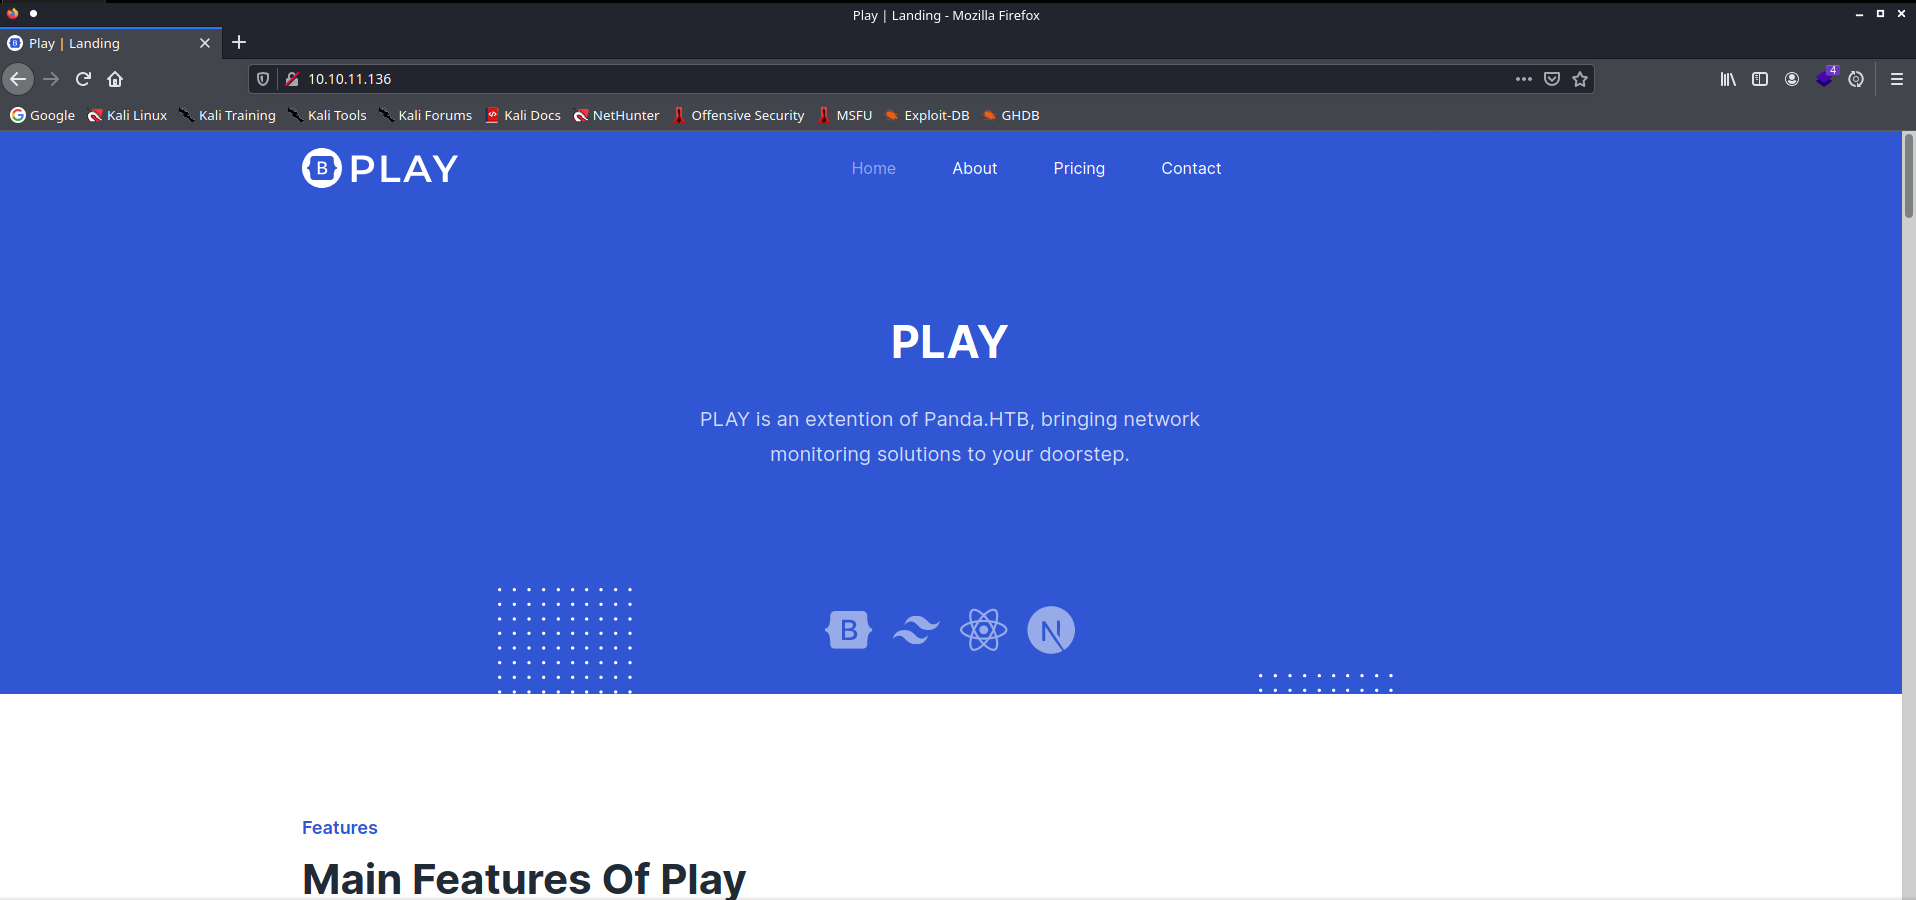 Play | Landing - Mozilla Firefox
Play | Landing
10.10.11.136
4
Google Kali Linux Kali Training Kali Tools Kali Forums Kali Docs NetHunter Offensive Security MSFU Exploit-DB GHDB
B PLAY Home About Pricing Contact
PLAY
PLAY is an extention of Panda.HTB, bringing network
monitoring solutions to your doorstep.
B N
Features
Main Features Of Play